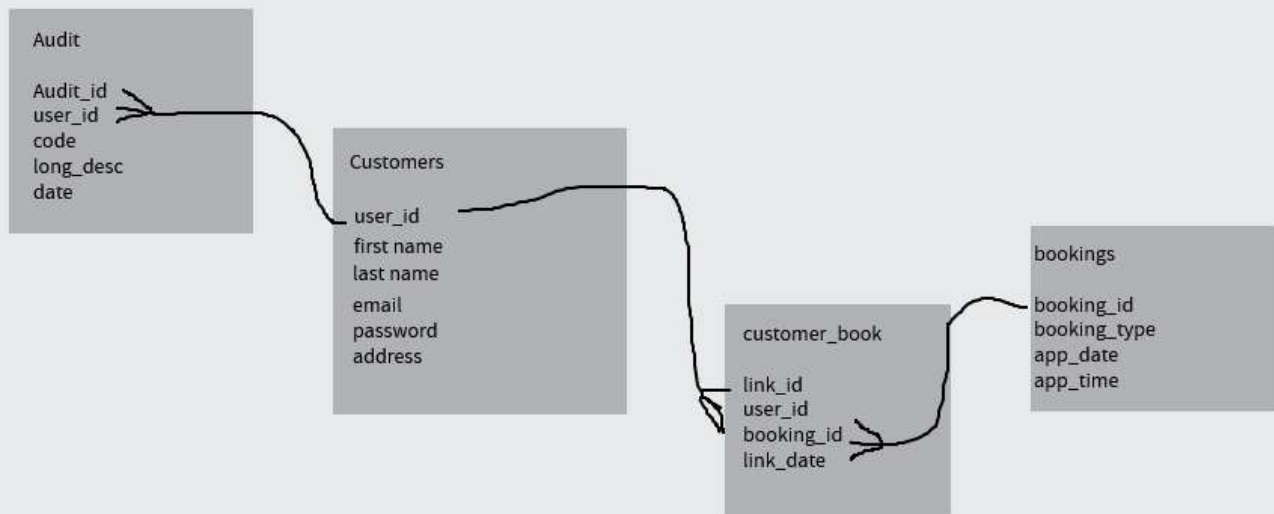 Audit
Audit_id
user_id
code
long_desc
date
Customers
user_id
first name
last name
email
password
address
customer_book
link_id
user_id
booking_id
link_date
bookings
booking_id
booking_type
app_date
app_time